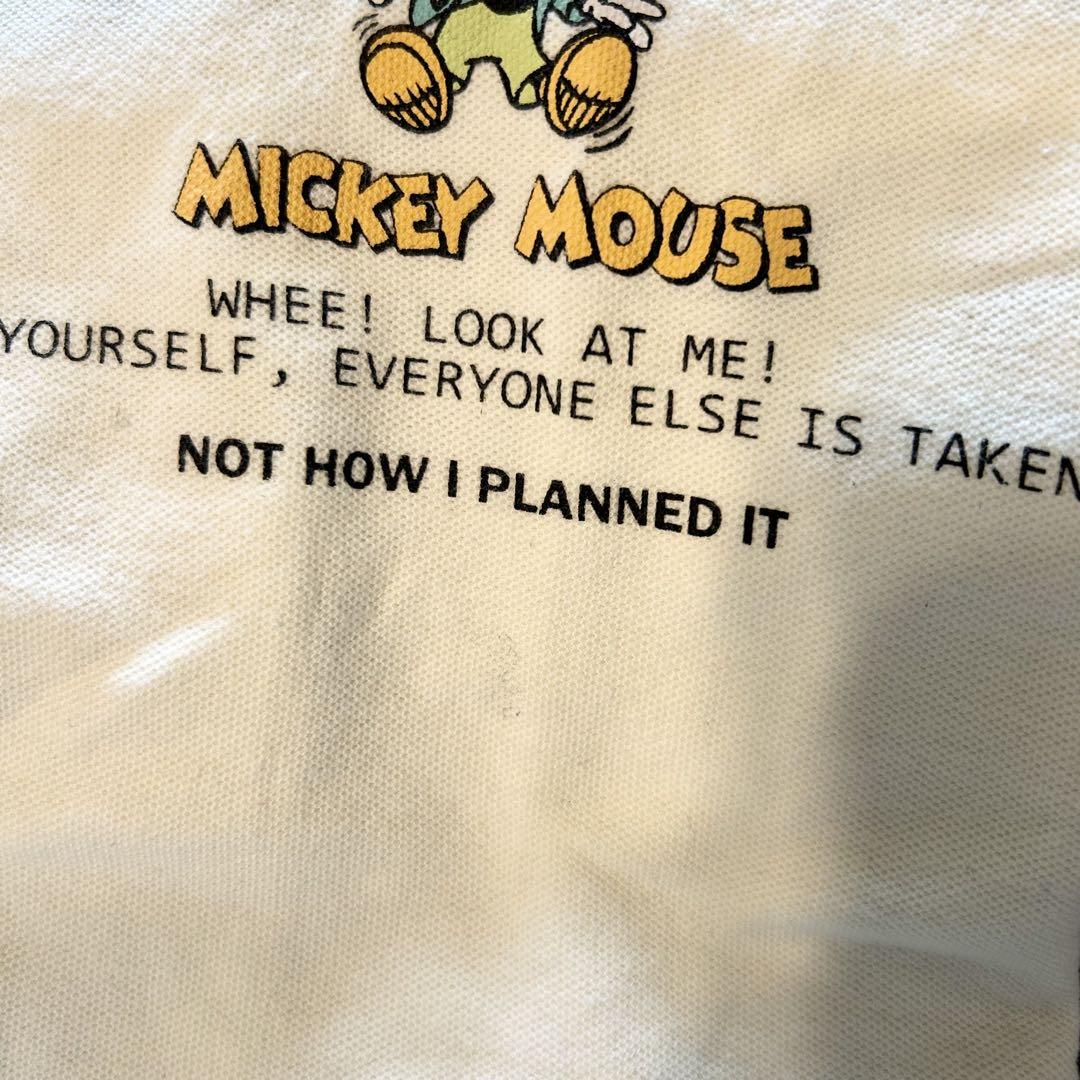 MICKEY MOUSE
WHEE! LOOK AT ME!
YOURSELF, EVERYONE ELSE IS TAKEN
NOT HOW I PLANNED IT